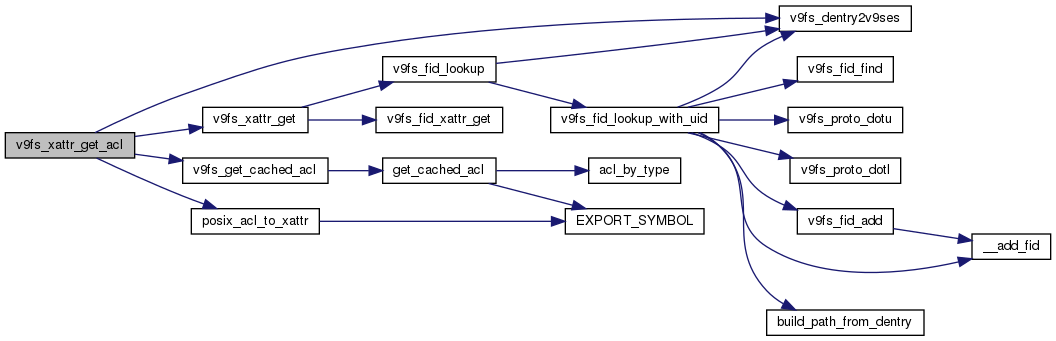 v9fs_dentry2v9ses
v9fs_fid_lookup
v9fs_fid_find
v9fs_xattr_get
v9fs_fid_xattr_get
v9fs_fid_lookup_with_uid
v9fs_proto_dotu
v9fs_xattr_get_acl
v9fs_get_cached_acl
get_cached_acl
acl_by_type
v9fs_proto_dotl
posix_acl_to_xattr
EXPORT_SYMBOL
v9fs_fid_add
__add_fid
build_path_from_dentry